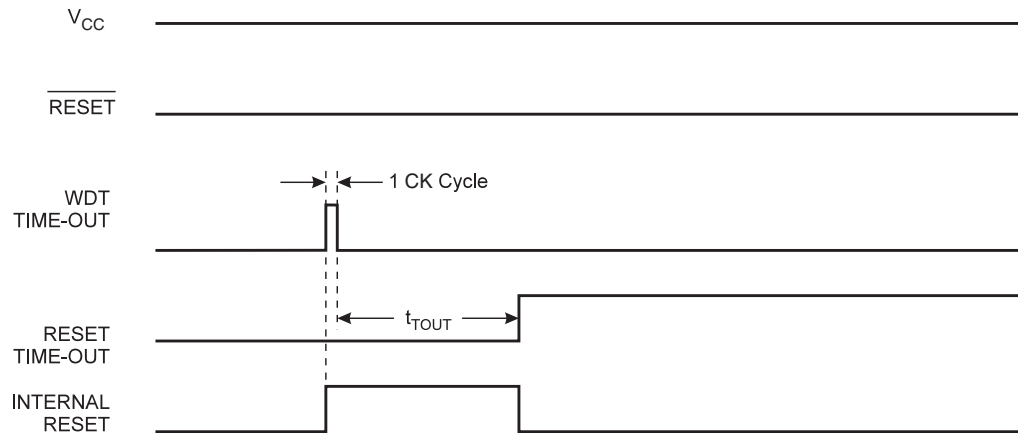 VCC
RESET
1 CK Cycle
WDT
TIME-OUT
tTOUT
RESET
TIME-OUT
INTERNAL
RESET